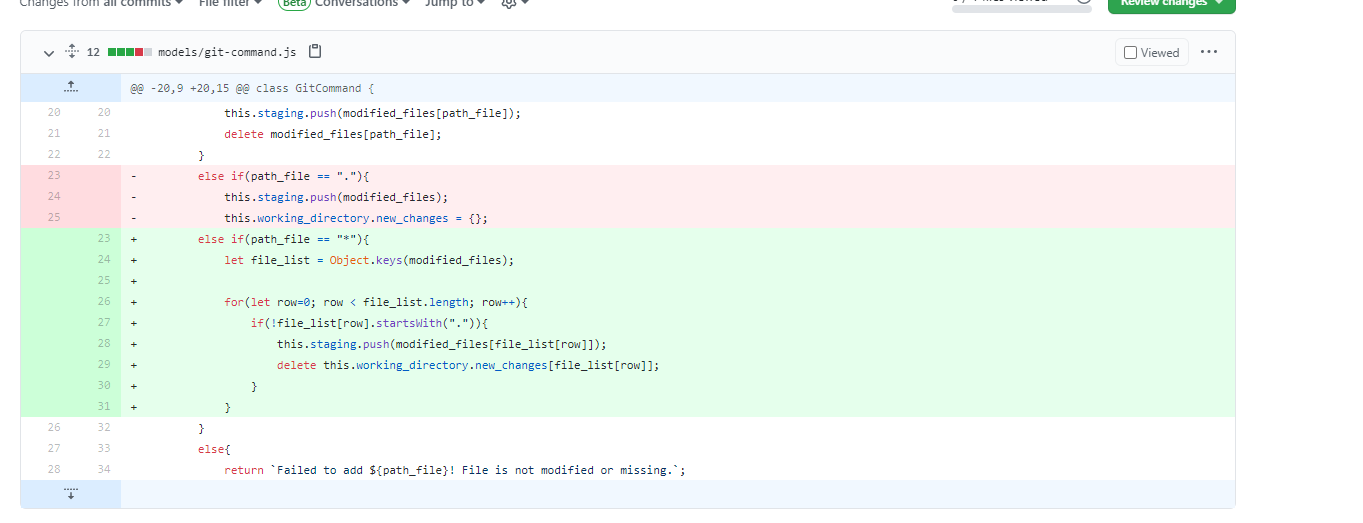 Changes from all commits File filter Beta Conversations Jump to
Review changes
12 models/git-command.js Viewed ...
@@ -20,9 +20,15 @@ class GitCommand {
20 20 this.staging.push(modified_files[path_file]);
21 21 delete modified_files[path_file];
22 22 }
23 - else if(path_file == "."){
24 - this.staging.push(modified_files);
25 - this.working_directory.new_changes = {};
23 + else if(path_file == "*"){
24 + let file_list = Object.keys(modified_files);
25 +
26 + for(let row=0; row < file_list.length; row++){
27 + if(!file_list[row].startsWith(".")){
28 + this.staging.push(modified_files[file_list[row]]);
29 + delete this.working_directory.new_changes[file_list[row]];
30 + }
31 + }
26 32 }
27 33 else{
28 34 return `Failed to add ${path_file}! File is not modified or missing.`;